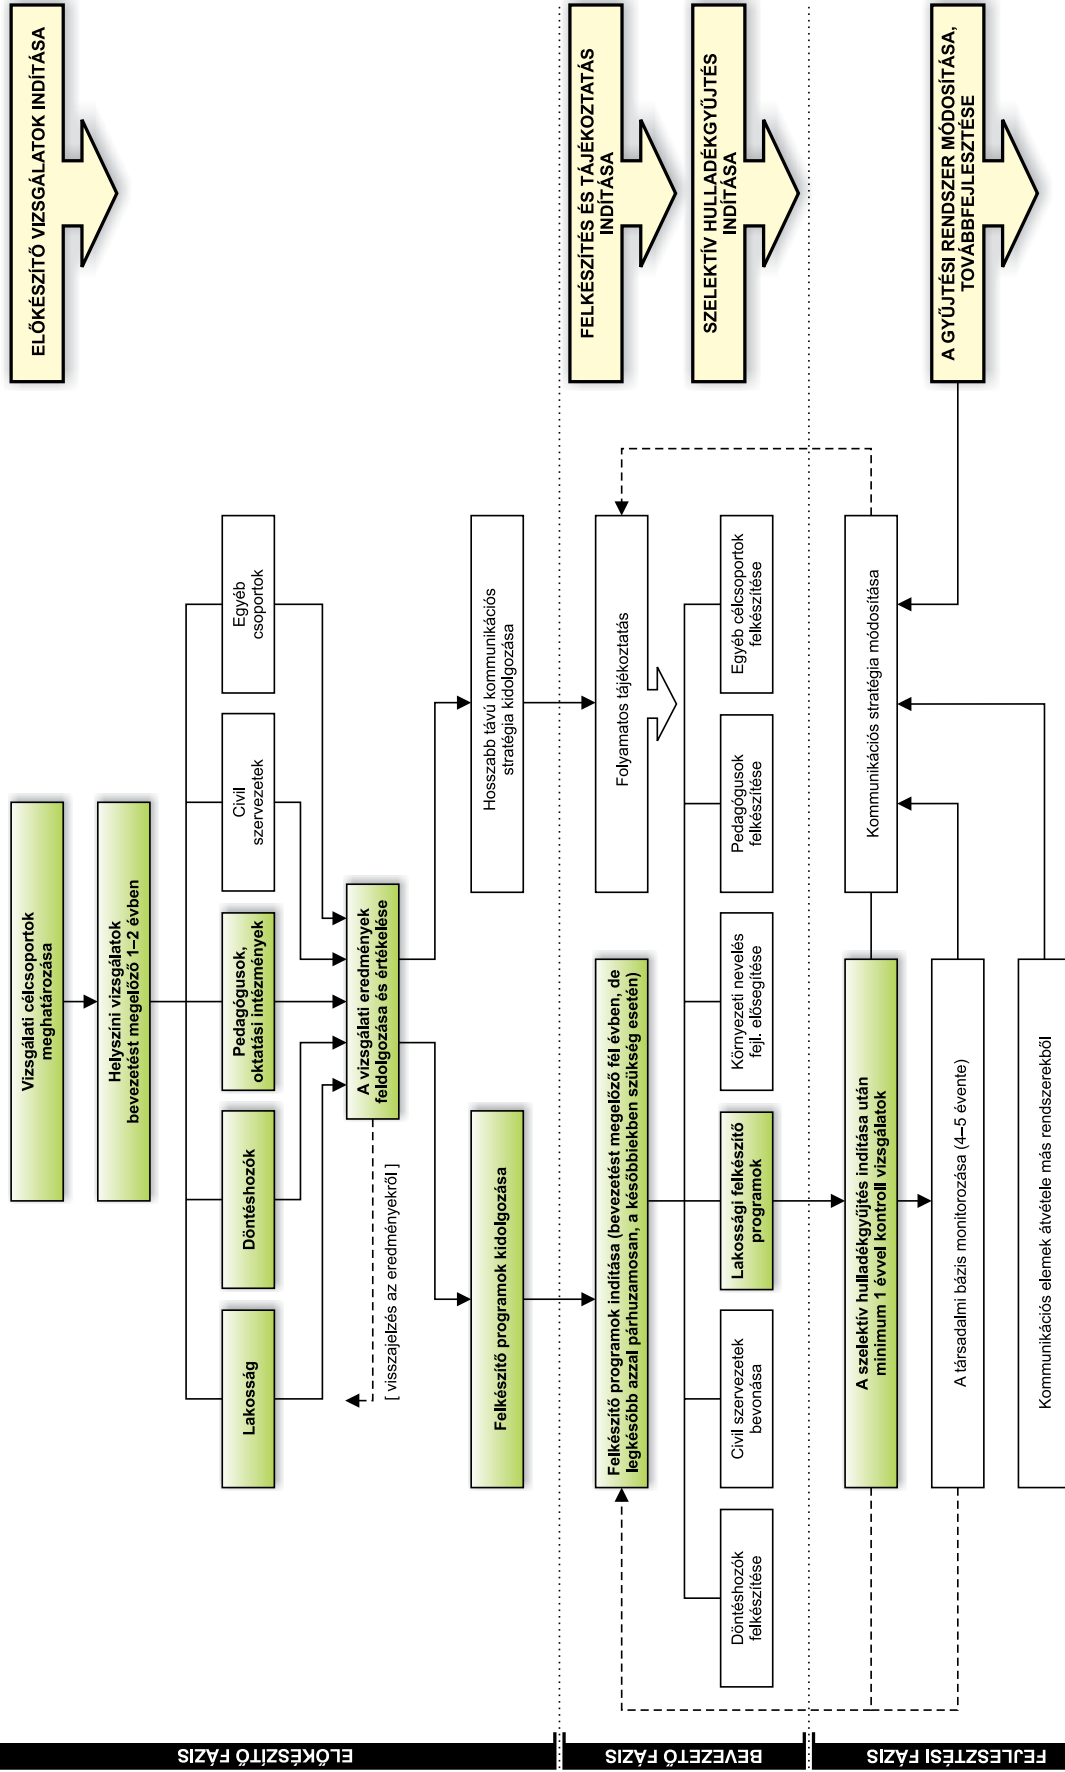 ELŐKÉSZÍTŐ FÁZIS
Vizsgálati célcsoportok
meghatározása
ELŐKÉSZÍTŐ VIZSGÁLATOK INDÍTÁSA
Helyszíni vizsgálatok
bevezetést megelőző 1–2 évben
Lakosság
Döntéshozók
Pedagógusok,
oktatási intézmények
Civil
szervezetek
Egyéb
csoportok
A vizsgálati eredmények
feldolgozása és értékelése
[ visszajelzés az eredményekről ]
Felkészítő programok kidolgozása
Hosszabb távú kommunikációs
stratégia kidolgozása
BEVEZETŐ FÁZIS
Felkészítő programok indítása (bevezetést megelőző fél évben, de
legkésőbb azzal párhuzamosan, a későbbiekben szükség esetén)
Folyamatos tájékoztatás
FELKÉSZÍTÉS ÉS TÁJÉKOZTATÁS
INDÍTÁSA
Döntéshozók
felkészítése
Civil szervezetek
bevonása
Lakossági felkészítő
programok
Környezeti nevelés
fejl. elősegítése
Pedagógusok
felkészítése
Egyéb célcsoportok
felkészítése
SZELEKTÍV HULLADÉKGYŰJTÉS
INDÍTÁSA
FEJLESZTÉSI FÁZIS
A szelektív hulladékgyűjtés indítása után
minimum 1 évvel kontroll vizsgálatok
Kommunikációs stratégia módosítása
A társadalmi bázis monitorozása (4–5 évente)
A GYŰJTÉSI RENDSZER MÓDOSÍTÁSA,
TOVÁBBFEJLESZTÉSE
Kommunikációs elemek átvétele más rendszerekből